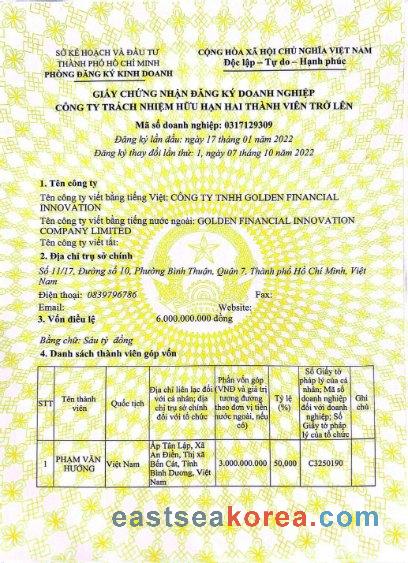 SỞ KẾ HOẠCH VÀ ĐẦU TƯ
THÀNH PHỐ HỒ CHÍ MINH
PHÒNG ĐĂNG KÝ KINH DOANH
CỘNG HÒA XÃ HỘI CHỦ NGHĨA VIỆT NAM
Độc lập – Tự do – Hạnh phúc
GIẤY CHỨNG NHẬN ĐĂNG KÝ DOANH NGHIỆP
CÔNG TY TRÁCH NHIỆM HỮU HẠN HAI THÀNH VIÊN TRỞ LÊN
Mã số doanh nghiệp: 0317129309
Đăng ký lần đầu: ngày 17 tháng 01 năm 2022
Đăng ký thay đổi lần thứ: 1, ngày 07 tháng 10 năm 2022
1. Tên công ty
Tên công ty viết bằng tiếng Việt: CÔNG TY TNHH GOLDEN FINANCIAL
INNOVATION
Tên công ty viết bằng tiếng nước ngoài: GOLDEN FINANCIAL INNOVATION
COMPANY LIMITED
Tên công ty viết tắt:
2. Địa chỉ trụ sở chính
Số 11/17, Đường số 10, Phường Bình Thuận, Quận 7, Thành phố Hồ Chí Minh, Việt
Nam
Điện thoại: 0839796786 Fax:
Email: Website:
3. Vốn điều lệ 6.000.000.000 đồng
Bằng chữ: Sáu tỷ đồng
4. Danh sách thành viên góp vốn
STT
Tên thành
viên
Quốc tịch
Địa chỉ liên lạc đối
với cá nhân; địa
chỉ trụ sở chính
đối với tổ chức
Phần vốn góp
(VNĐ và giá trị
tương đương
theo đơn vị tiền
nước ngoài, nếu
có)
Tỷ lệ
(%)
Số Giấy tờ
pháp lý của cá
nhân; Mã số
doanh nghiệp
đối với doanh
nghiệp; Số
Giấy tờ pháp
lý của tổ chức
Ghi
chú
1
PHẠM VĂN
HƯỞNG
Việt Nam
Ấp Tân Lập, Xã
An Điền, Thị xã
Bến Cát, Tỉnh
Bình Dương, Việt
Nam
3.000.000.000
50,000
C3250190
eastseakorea.com